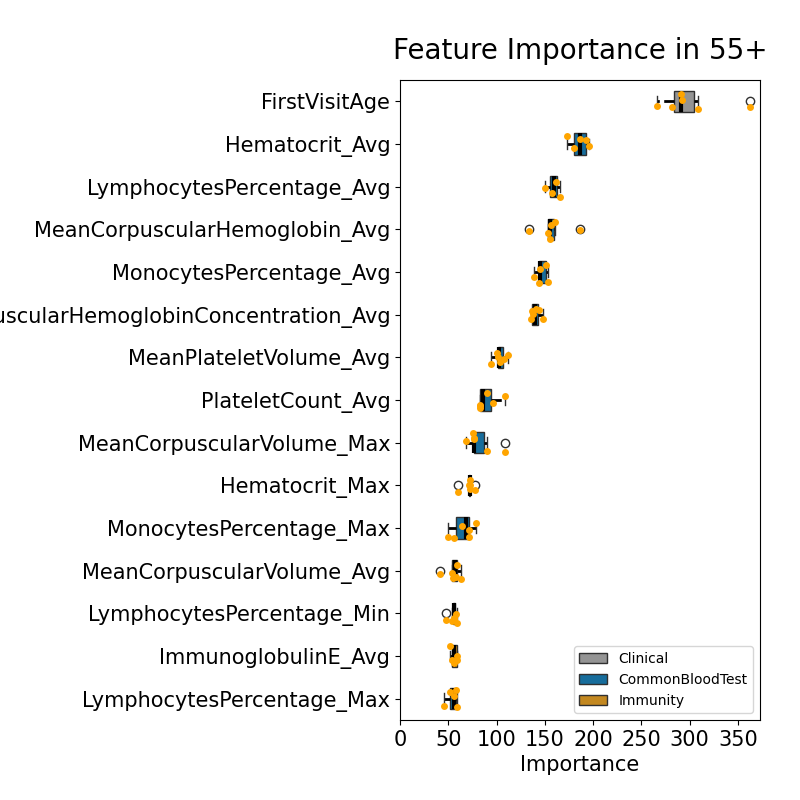 Feature Importance in 55+
FirstVisitAge
Hematocrit_Avg
LymphocytesPercentage_Avg
MeanCorpuscularHemoglobin_Avg
MonocytesPercentage_Avg
uscularHemoglobinConcentration_Avg
MeanPlateletVolume_Avg
PlateletCount_Avg
MeanCorpuscularVolume_Max
Hematocrit_Max
MonocytesPercentage_Max
MeanCorpuscularVolume_Avg
LymphocytesPercentage_Min
ImmunoglobulinE_Avg
LymphocytesPercentage_Max
Clinical
CommonBloodTest
Immunity
0 50 100 150 200 250 300 350
Importance